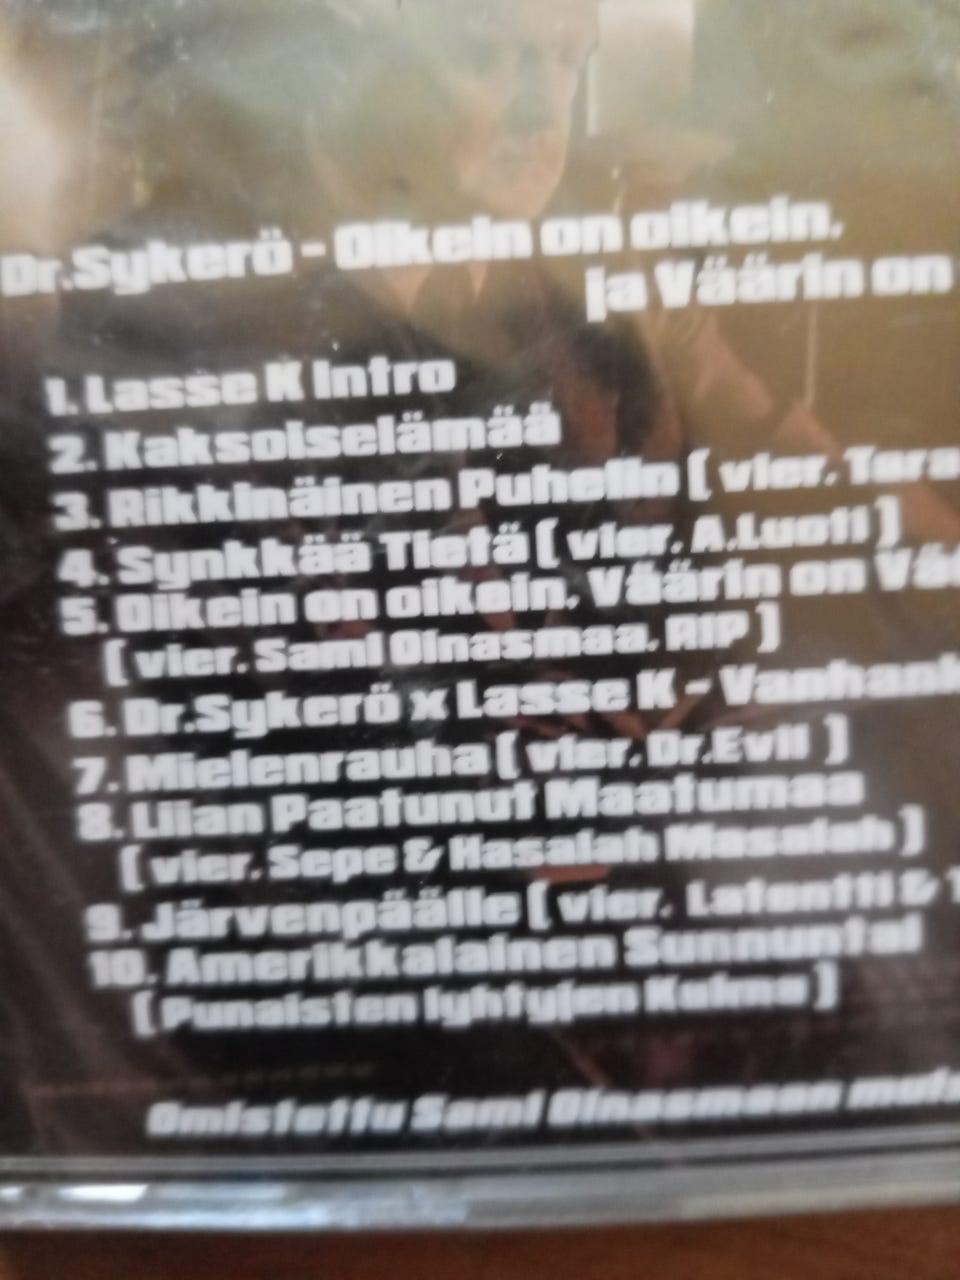 Dr.Sykerö - Oikein on oikein,
ja Väärin on
1. Lasse K Intro
2. Kaksoiselämää
3. Rikkinäinen Puhelin ( vier.
4. Synkkää Tietä ( vier. A.Luoti )
5. Oikein on oikein, Väärin on
( vier. Sami Oinasmaa, RIP )
6. Dr.Sykerö x Lasse K -
7. Mielenrauha ( vier. Dr.Evil )
8. Liian Paatunut Maatumaa
( vier. Sepe & Hasalah Masalah )
9. Järvenpäälle ( vier. Latentti &
10. Amerikkalainen Sunnuntai
( Punaisten lyhtyjen Kulma )
Omistettu Sami Oinasmaan